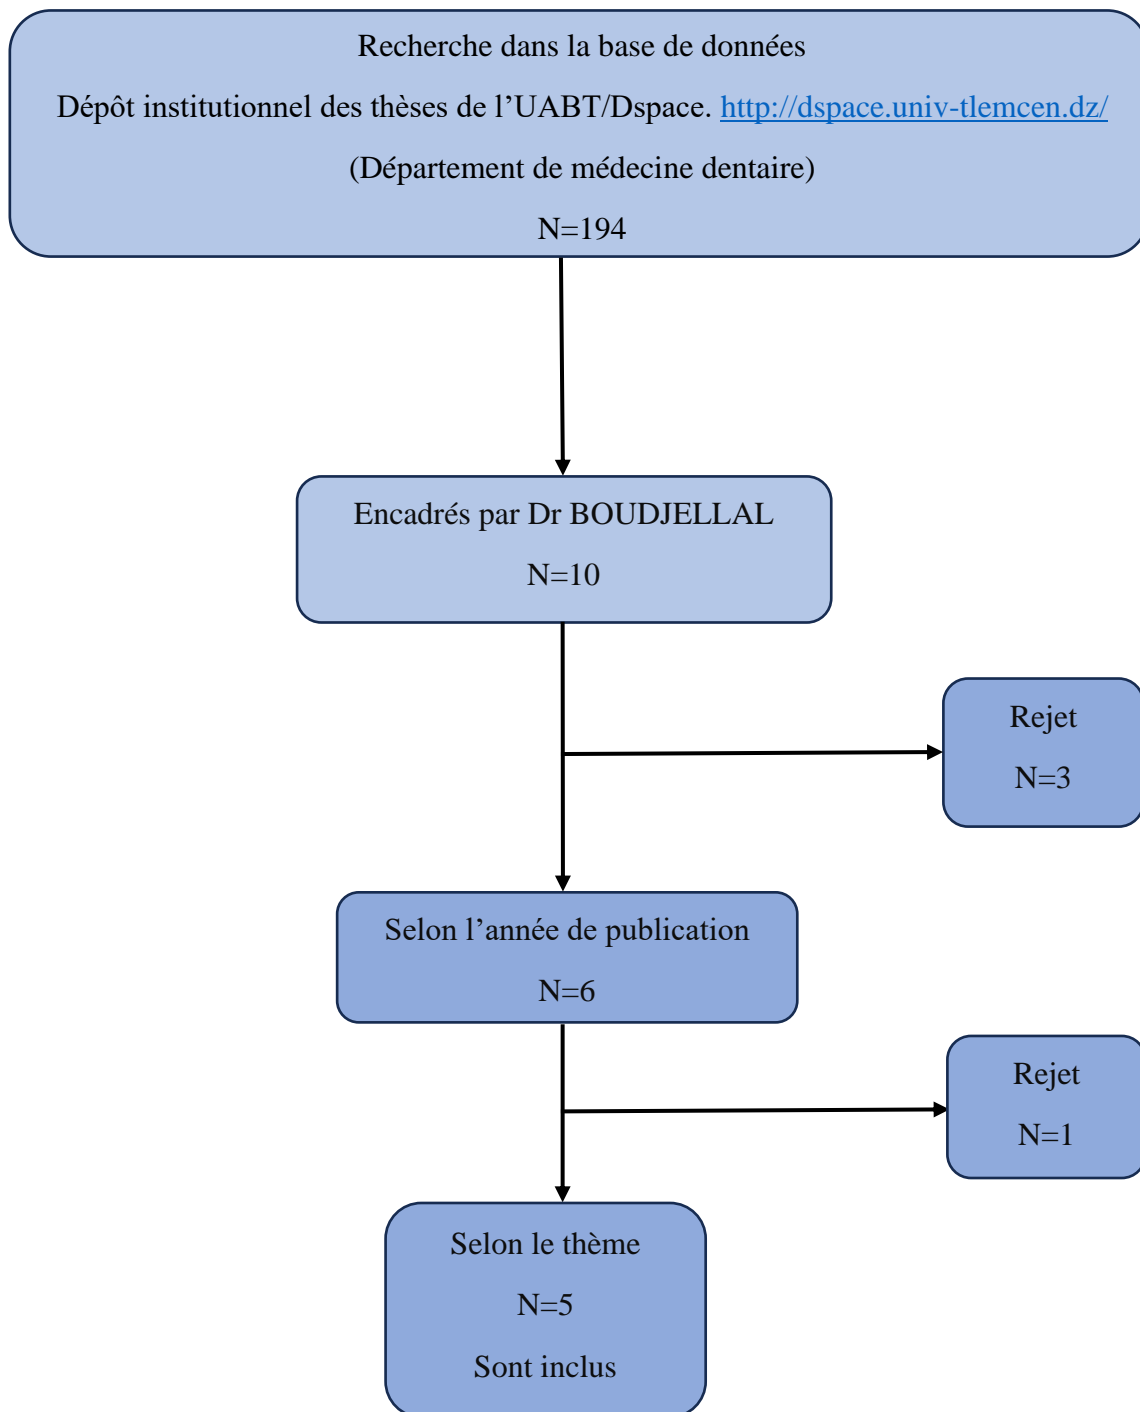 Recherche dans la base de données
Dépôt institutionnel des thèses de l’UABT/Dspace. http://dspace.univ-tlemcen.dz/
(Département de médecine dentaire)
N=194
Encadrés par Dr BOUDJELLAL
N=10
Rejet
N=3
Selon l’année de publication
N=6
Rejet
N=1
Selon le thème
N=5
Sont inclus